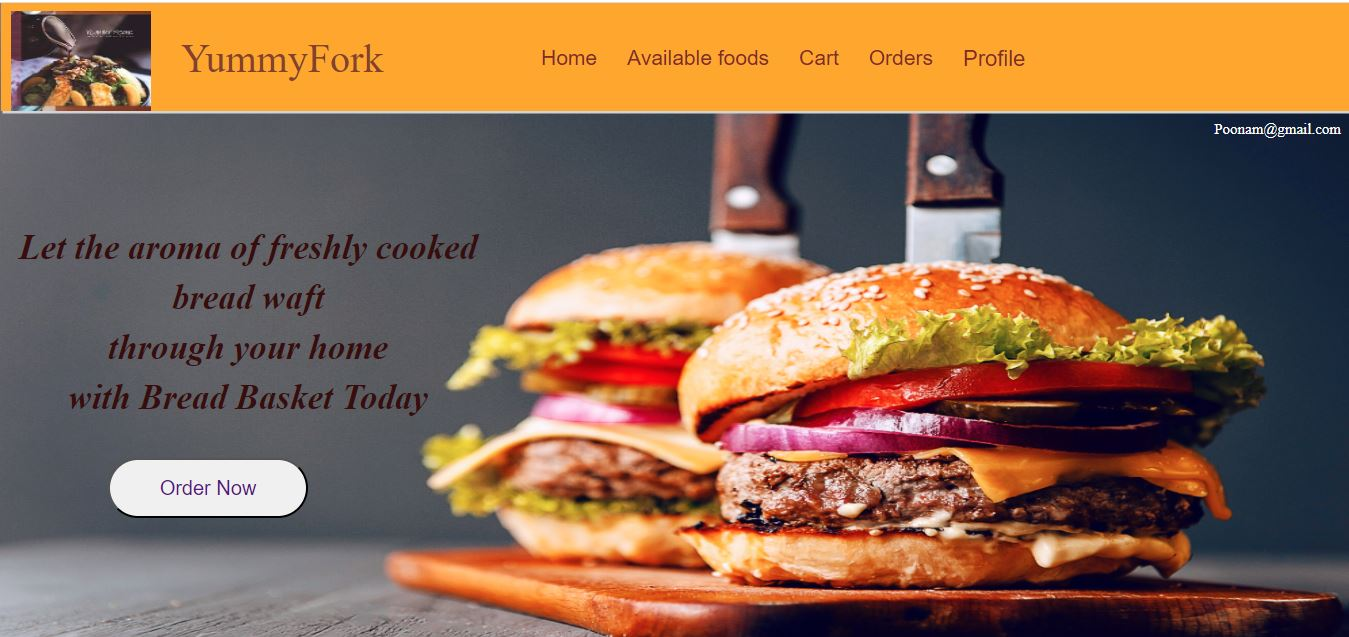 YummyFork
Home
Available foods
Cart
Orders
Profile
Poonam@gmail.com
Let the aroma of freshly cooked
bread waft
through your home
with Bread Basket Today
Order Now